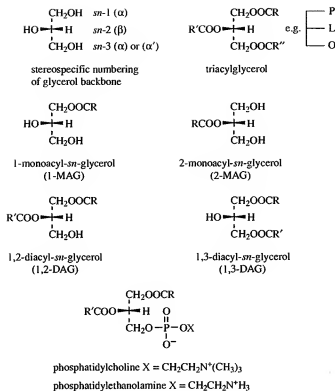 CH₂OH sn-1 (α)
HO H sn-2 (β)
CH₂OH sn-3 (α) or (α′)
stereospecific numbering
of glycerol backbone
CH₂OOCR
R′COO H
CH₂OOCR″
triacylglycerol
e.g.
P
L
O
CH₂OOCR
HO H
CH₂OH
1-monoacyl-sn-glycerol
(1-MAG)
CH₂OH
RCOO H
CH₂OH
2-monoacyl-sn-glycerol
(2-MAG)
CH₂OOCR
R′COO H
CH₂OH
1,2-diacyl-sn-glycerol
(1,2-DAG)
CH₂OOCR
HO H
CH₂OOCR′
1,3-diacyl-sn-glycerol
(1,3-DAG)
CH₂OOCR
R′COO H O
CH₂O P OX
O⁻
phosphatidylcholine X = CH₂CH₂N⁺(CH₃)₃
phosphatidylethanolamine X = CH₂CH₂N⁺H₃